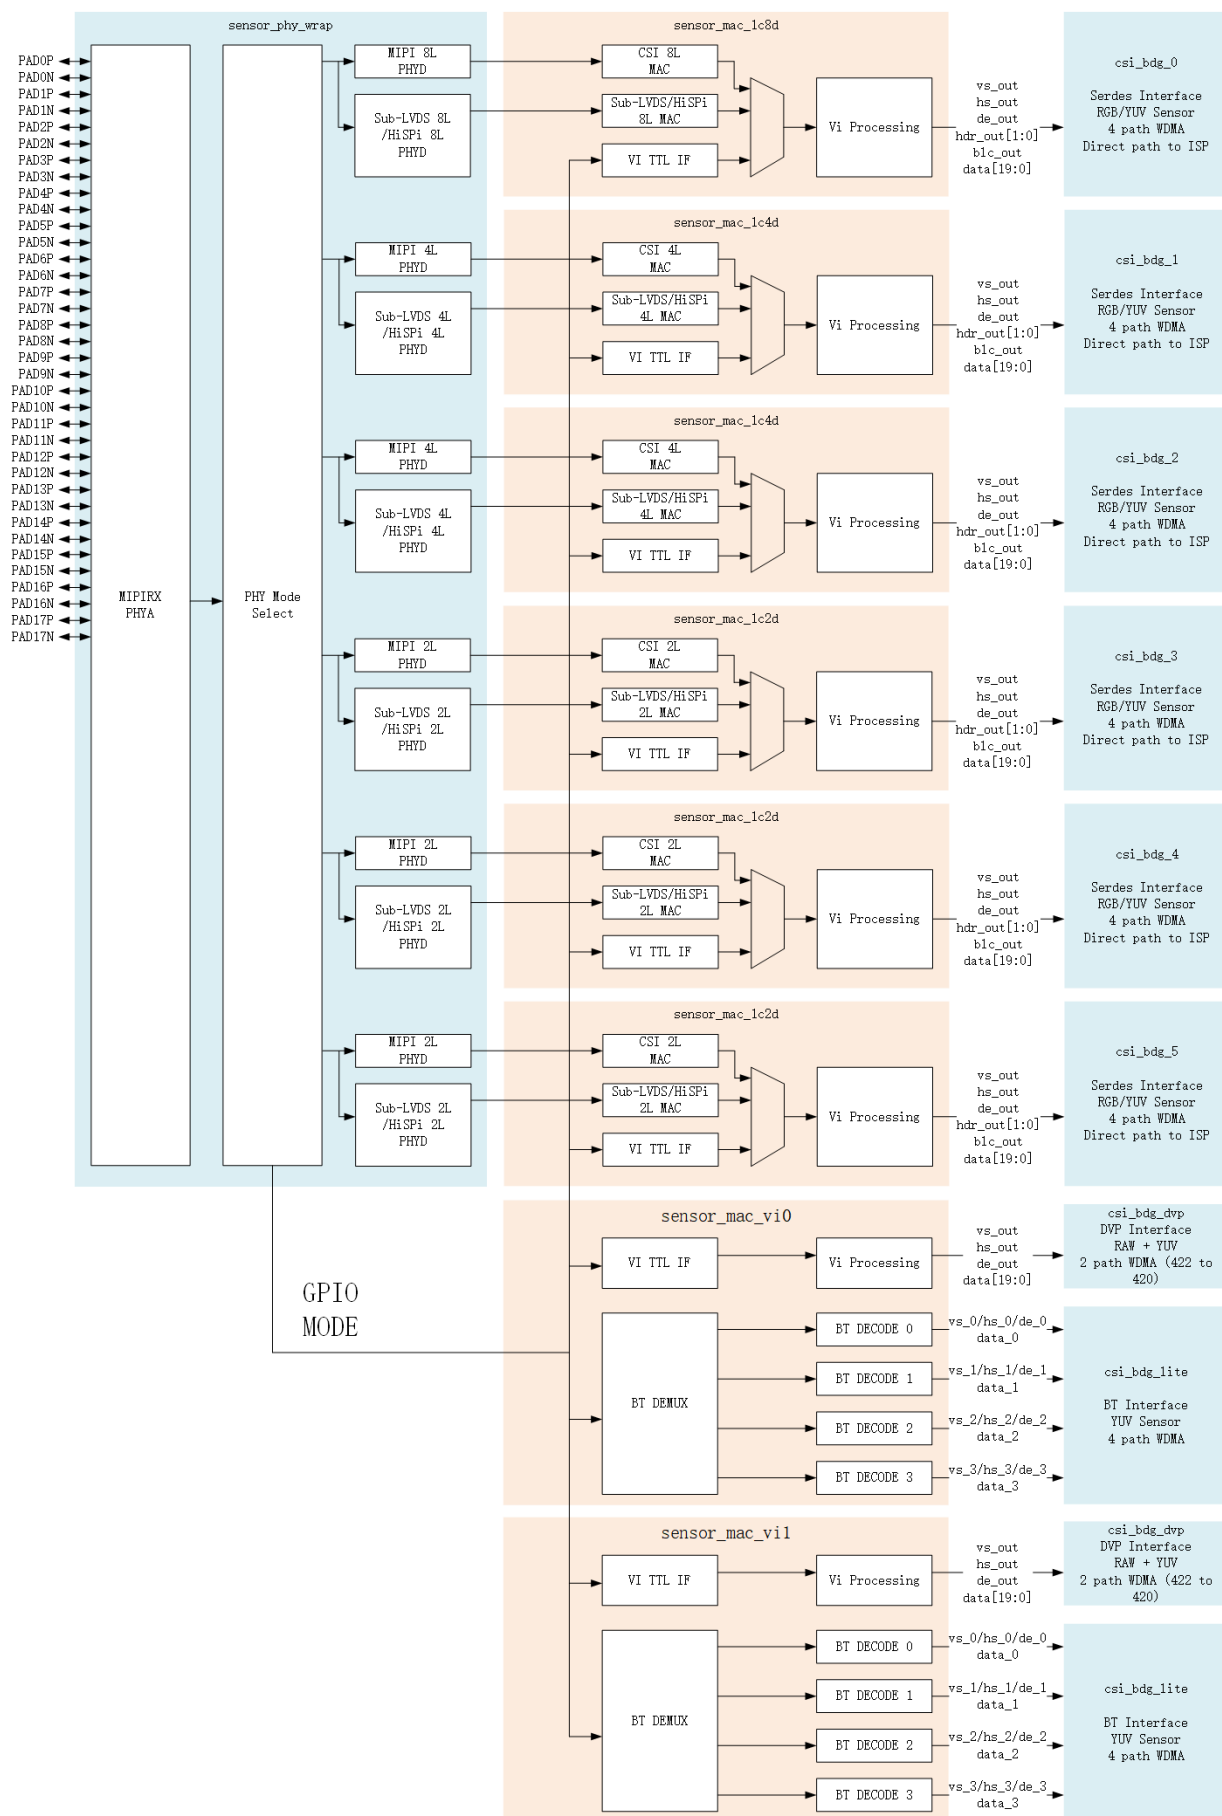 sensor_phy_wrap
PAD0P
PAD0N
PAD1P
PAD1N
PAD2P
PAD2N
PAD3P
PAD3N
PAD4P
PAD4N
PAD5P
PAD5N
PAD6P
PAD6N
PAD7P
PAD7N
PAD8P
PAD8N
PAD9P
PAD9N
PAD10P
PAD10N
PAD11P
PAD11N
PAD12P
PAD12N
PAD13P
PAD13N
PAD14P
PAD14N
PAD15P
PAD15N
PAD16P
PAD16N
PAD17P
PAD17N
MIPIRX
PHYA
PHY Mode
Select
MIPI 8L
PHYD
Sub-LVDS 8L
/HiSPi 8L
PHYD
MIPI 4L
PHYD
Sub-LVDS 4L
/HiSPi 4L
PHYD
MIPI 4L
PHYD
Sub-LVDS 4L
/HiSPi 4L
PHYD
MIPI 2L
PHYD
Sub-LVDS 2L
/HiSPi 2L
PHYD
MIPI 2L
PHYD
Sub-LVDS 2L
/HiSPi 2L
PHYD
MIPI 2L
PHYD
Sub-LVDS 2L
/HiSPi 2L
PHYD
GPIO
MODE
sensor_mac_1c8d
CSI 8L
MAC
Sub-LVDS/HiSPi
8L MAC
VI TTL IF
Vi Processing
vs_out
hs_out
de_out
hdr_out[1:0]
blc_out
data[19:0]
csi_bdg_0
Serdes Interface
RGB/YUV Sensor
4 path WDMA
Direct path to ISP
sensor_mac_1c4d
CSI 4L
MAC
Sub-LVDS/HiSPi
4L MAC
VI TTL IF
Vi Processing
vs_out
hs_out
de_out
hdr_out[1:0]
blc_out
data[19:0]
csi_bdg_1
Serdes Interface
RGB/YUV Sensor
4 path WDMA
Direct path to ISP
sensor_mac_1c4d
CSI 4L
MAC
Sub-LVDS/HiSPi
4L MAC
VI TTL IF
Vi Processing
vs_out
hs_out
de_out
hdr_out[1:0]
blc_out
data[19:0]
csi_bdg_2
Serdes Interface
RGB/YUV Sensor
4 path WDMA
Direct path to ISP
sensor_mac_1c2d
CSI 2L
MAC
Sub-LVDS/HiSPi
2L MAC
VI TTL IF
Vi Processing
vs_out
hs_out
de_out
hdr_out[1:0]
blc_out
data[19:0]
csi_bdg_3
Serdes Interface
RGB/YUV Sensor
4 path WDMA
Direct path to ISP
sensor_mac_1c2d
CSI 2L
MAC
Sub-LVDS/HiSPi
2L MAC
VI TTL IF
Vi Processing
vs_out
hs_out
de_out
hdr_out[1:0]
blc_out
data[19:0]
csi_bdg_4
Serdes Interface
RGB/YUV Sensor
4 path WDMA
Direct path to ISP
sensor_mac_1c2d
CSI 2L
MAC
Sub-LVDS/HiSPi
2L MAC
VI TTL IF
Vi Processing
vs_out
hs_out
de_out
hdr_out[1:0]
blc_out
data[19:0]
csi_bdg_5
Serdes Interface
RGB/YUV Sensor
4 path WDMA
Direct path to ISP
sensor_mac_vi0
VI TTL IF
Vi Processing
vs_out
hs_out
de_out
data[19:0]
csi_bdg_dvp
DVP Interface
RAW + YUV
2 path WDMA (422 to
420)
BT DEMUX
BT DECODE 0
BT DECODE 1
BT DECODE 2
BT DECODE 3
vs_0/hs_0/de_0
data_0
vs_1/hs_1/de_1
data_1
vs_2/hs_2/de_2
data_2
vs_3/hs_3/de_3
data_3
csi_bdg_lite
BT Interface
YUV Sensor
4 path WDMA
sensor_mac_vi1
VI TTL IF
Vi Processing
vs_out
hs_out
de_out
data[19:0]
csi_bdg_dvp
DVP Interface
RAW + YUV
2 path WDMA (422 to
420)
BT DEMUX
BT DECODE 0
BT DECODE 1
BT DECODE 2
BT DECODE 3
vs_0/hs_0/de_0
data_0
vs_1/hs_1/de_1
data_1
vs_2/hs_2/de_2
data_2
vs_3/hs_3/de_3
data_3
csi_bdg_lite
BT Interface
YUV Sensor
4 path WDMA